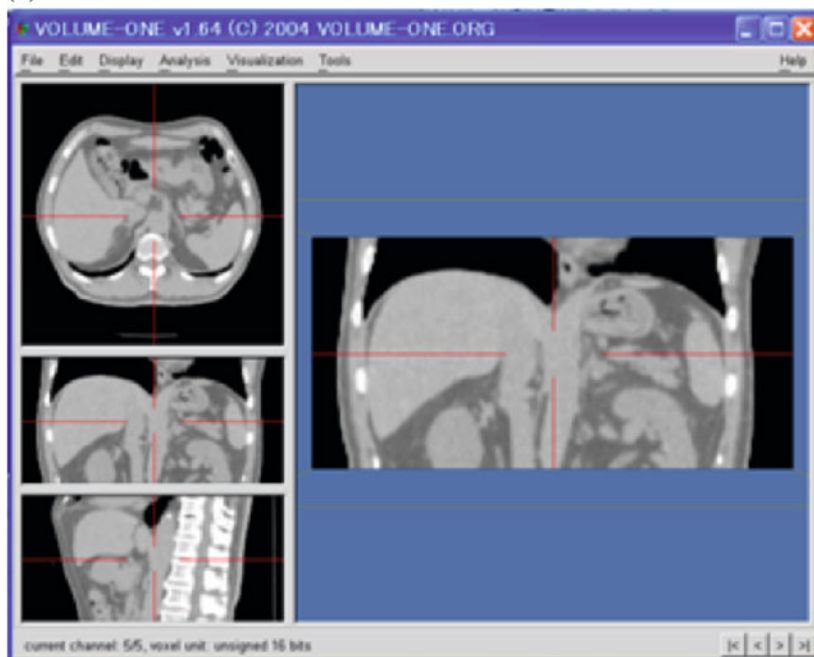 VOLUME-ONE v1.64 (C) 2004 VOLUME-ONE.ORG
File Edit Display Analysis Visualization Tools Help
current channel: 5/5, voxel unit: unsigned 16 bits |< < > >|